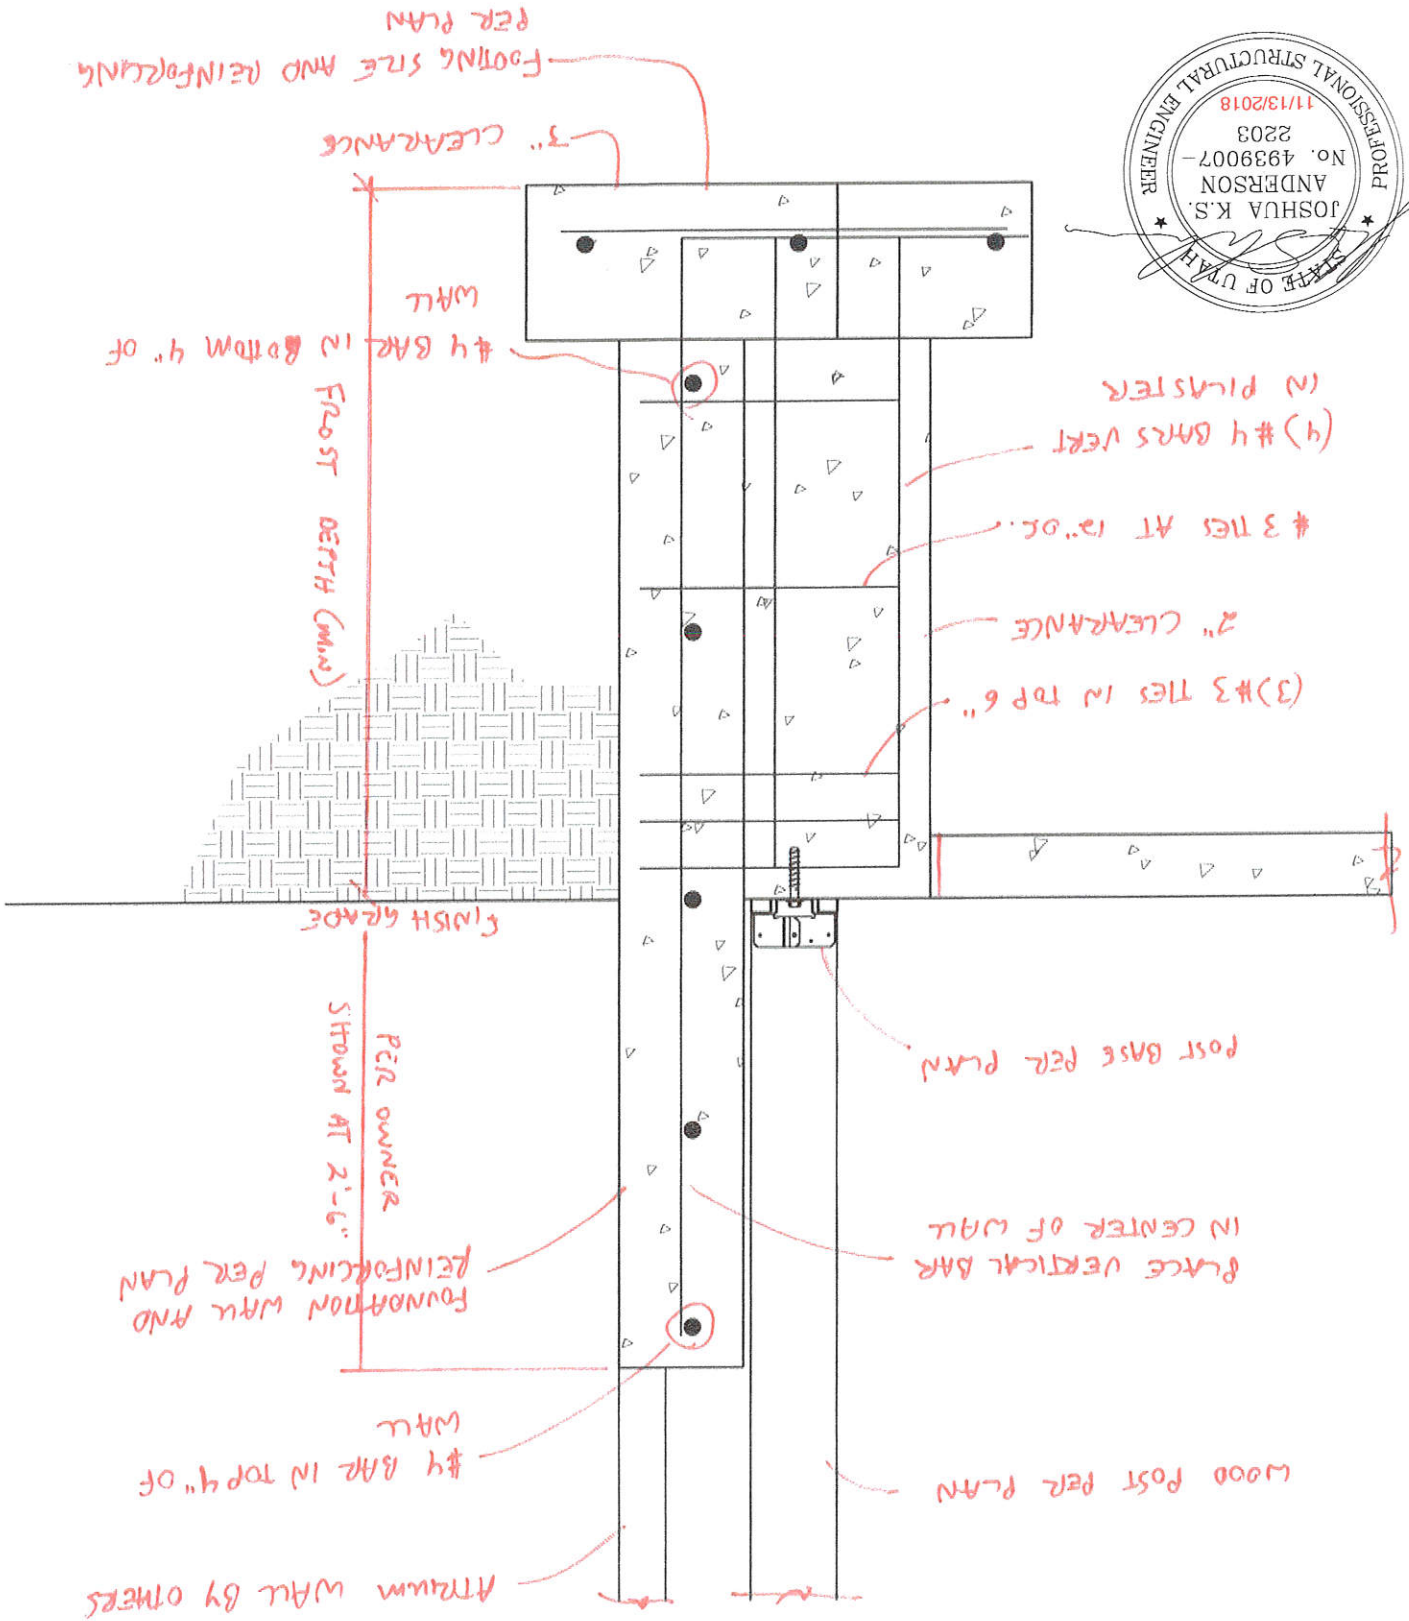 ATRIUM WALL BY OTHERS
WOOD POST PER PLAN
#4 BAR IN TOP 4" OF
WALL
FOUNDATION WALL AND
REINFORCING PER PLAN
PLACE VERTICAL BAR
IN CENTER OF WALL
PER OWNER
SHOWN AT 2'-6"
POST BASE PER PLAN
FINISH GRADE
(3) #3 TIES IN TOP 6"
2" CLEARANCE
#3 TIES AT 12" OC.
(4) #4 BARS VERT
IN PILASTER
FROST DEPTH (MIN)
#4 BAR IN BOTTOM 4" OF
WALL
3" CLEARANCE
FOOTING SIZE AND REINFORCING
PER PLAN
STATE OF UTAH
JOSHUA K.S.
ANDERSON
No. 4939007-
2203
11/13/2018
PROFESSIONAL STRUCTURAL ENGINEER